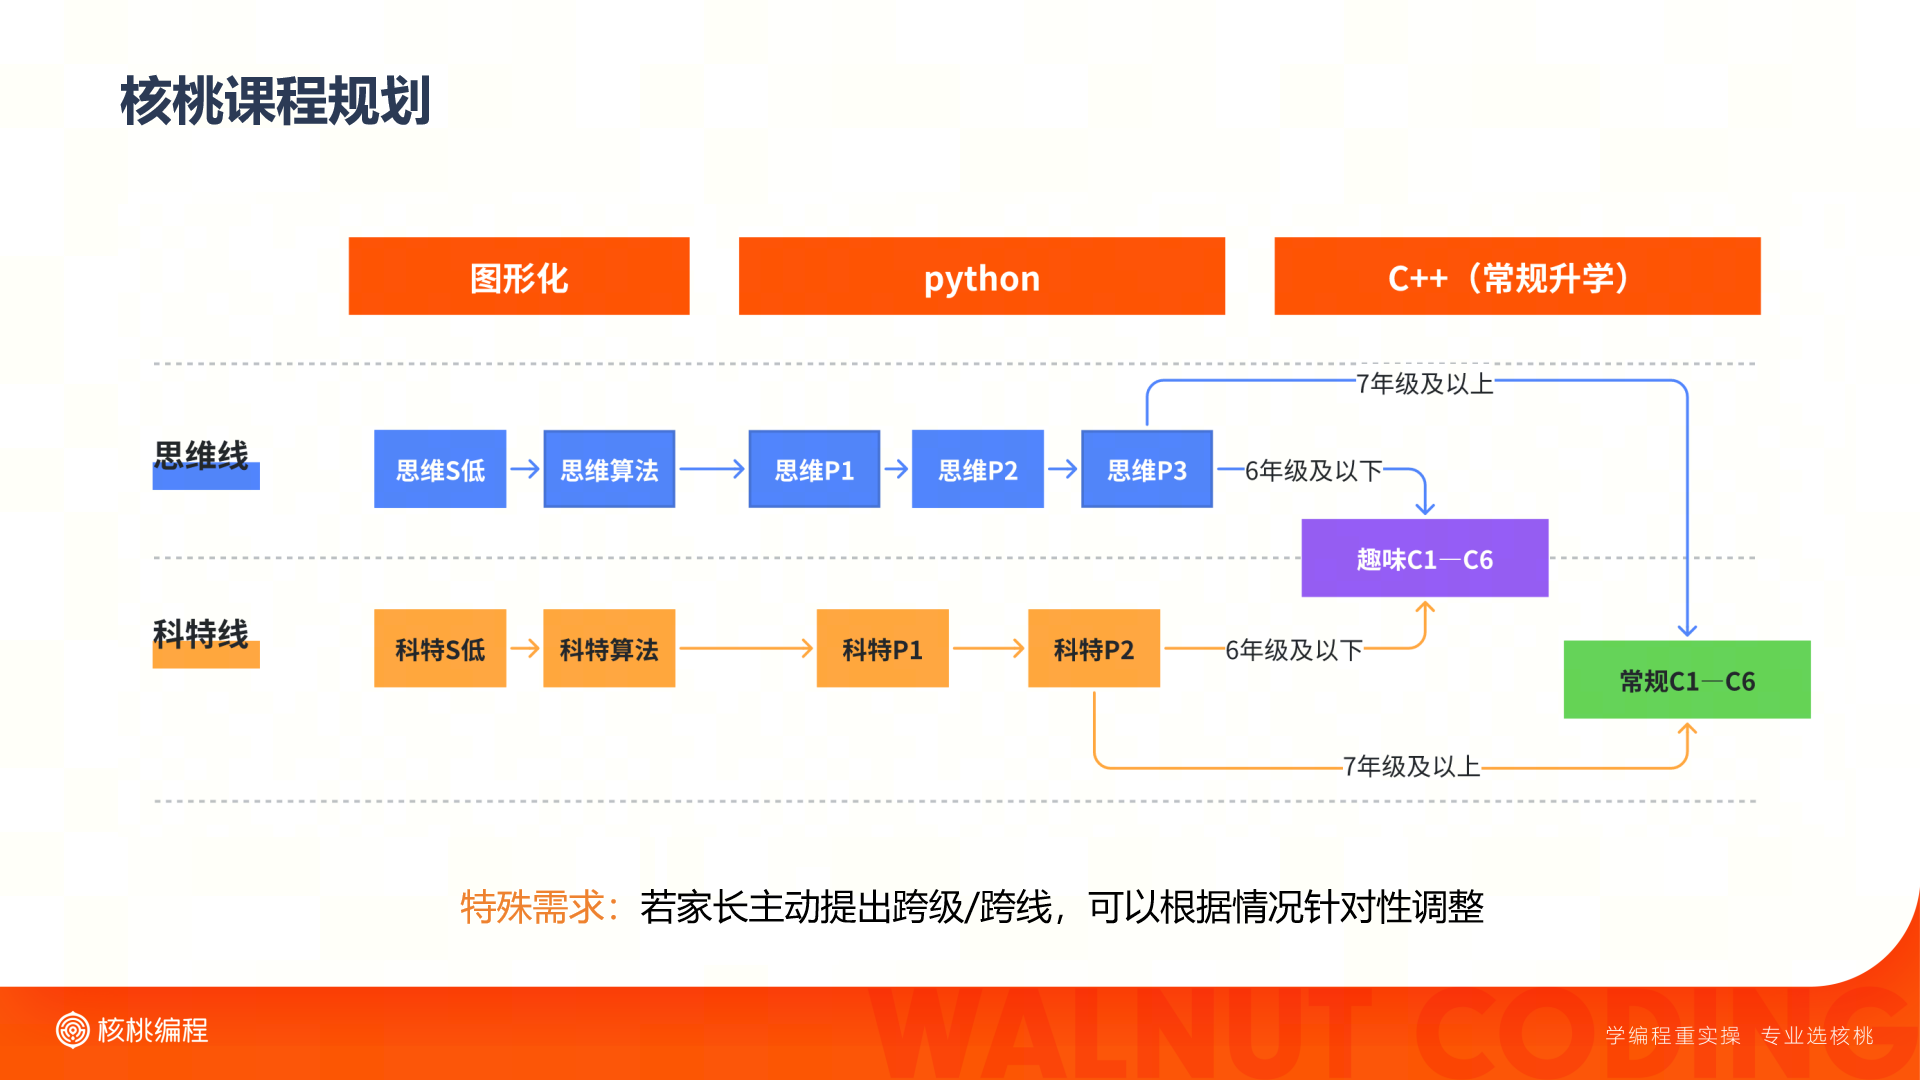 核桃课程规划
图形化
python
C++（常规升学）
7年级及以上
思维线
思维S低
思维算法
思维P1
思维P2
思维P3
6年级及以下
趣味C1—C6
科特线
科特S低
科特算法
科特P1
科特P2
6年级及以下
常规C1—C6
7年级及以上
特殊需求：若家长主动提出跨级/跨线，可以根据情况针对性调整
核桃编程
WALNUT CODING
学编程重实操 专业选核桃